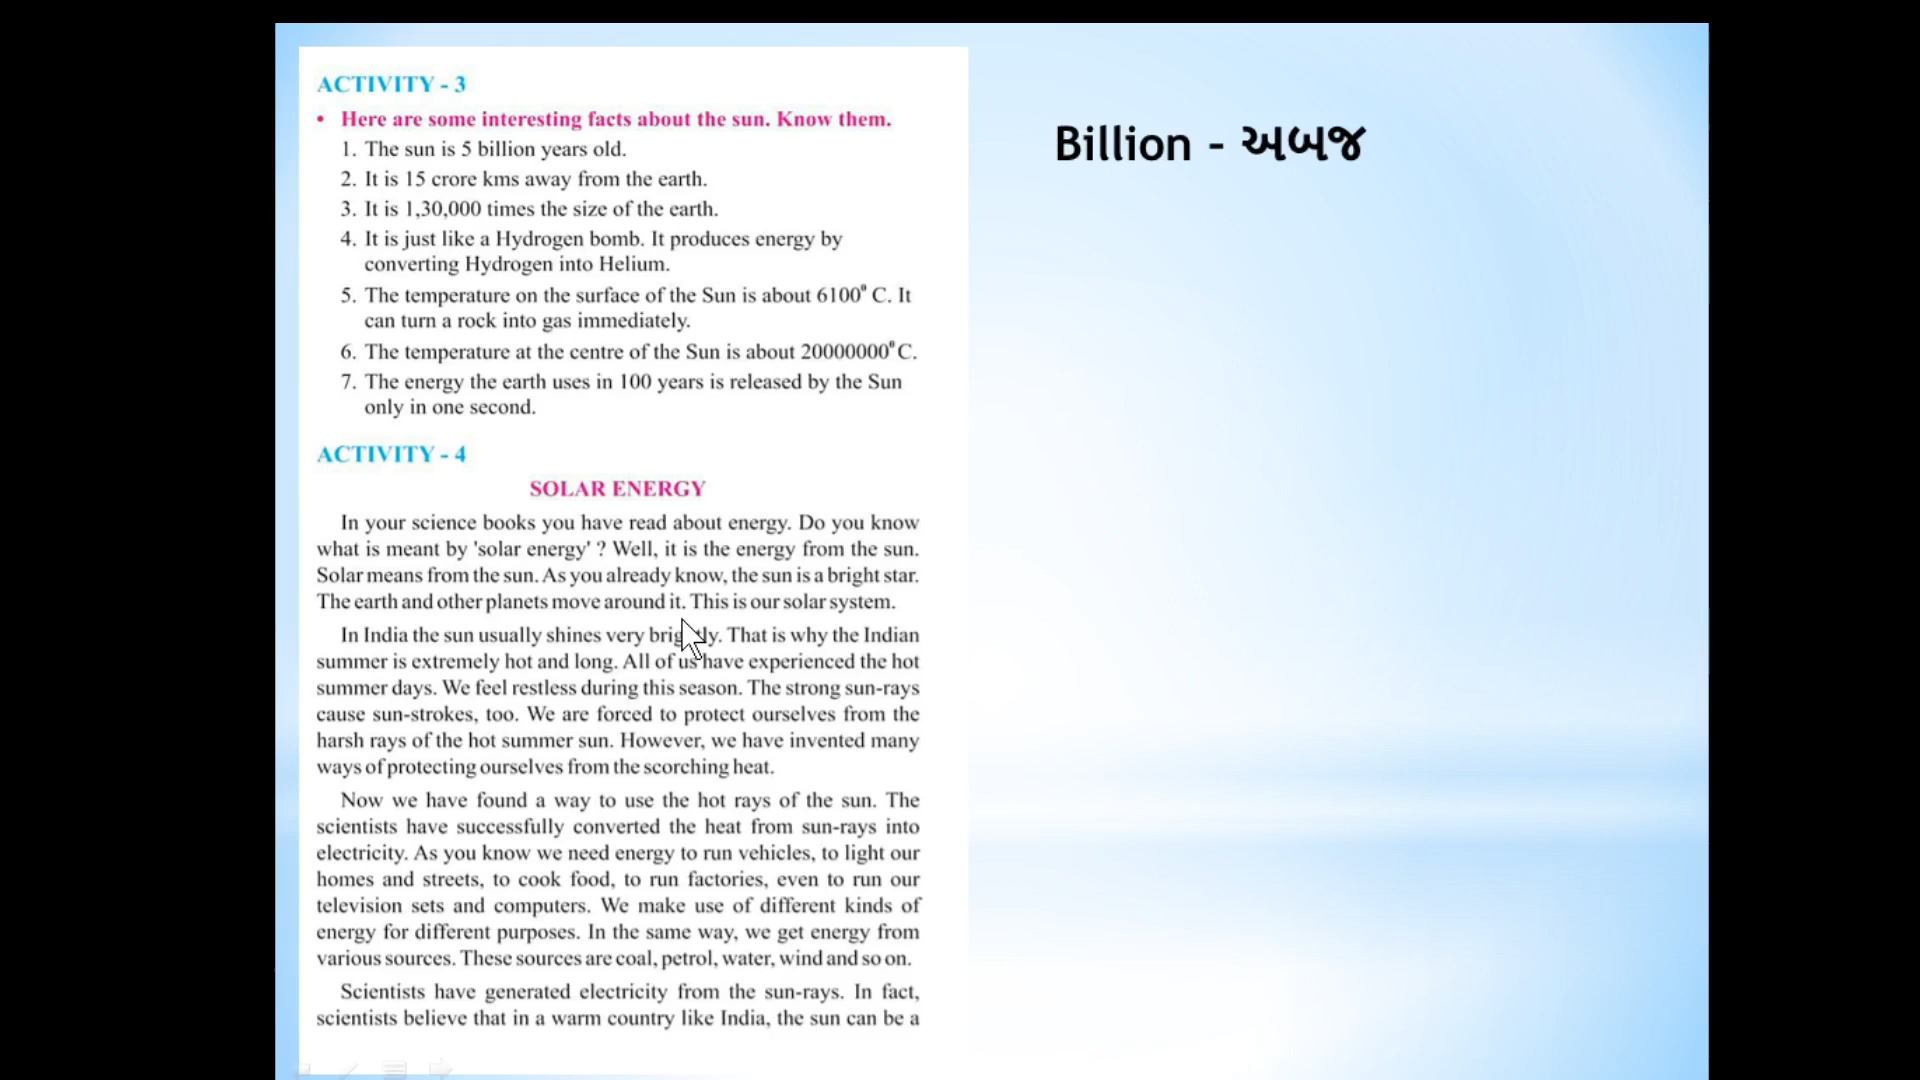 ACTIVITY - 3
• Here are some interesting facts about the sun. Know them.
1. The sun is 5 billion years old.
2. It is 15 crore kms away from the earth.
3. It is 1,30,000 times the size of the earth.
4. It is just like a Hydrogen bomb. It produces energy by
converting Hydrogen into Helium.
5. The temperature on the surface of the Sun is about 6100⁰ C. It
can turn a rock into gas immediately.
6. The temperature at the centre of the Sun is about 20000000⁰ C.
7. The energy the earth uses in 100 years is released by the Sun
only in one second.
ACTIVITY - 4
SOLAR ENERGY
In your science books you have read about energy. Do you know
what is meant by 'solar energy' ? Well, it is the energy from the sun.
Solar means from the sun. As you already know, the sun is a bright star.
The earth and other planets move around it. This is our solar system.
In India the sun usually shines very brightly. That is why the Indian
summer is extremely hot and long. All of us have experienced the hot
summer days. We feel restless during this season. The strong sun-rays
cause sun-strokes, too. We are forced to protect ourselves from the
harsh rays of the hot summer sun. However, we have invented many
ways of protecting ourselves from the scorching heat.
Now we have found a way to use the hot rays of the sun. The
scientists have successfully converted the heat from sun-rays into
electricity. As you know we need energy to run vehicles, to light our
homes and streets, to cook food, to run factories, even to run our
television sets and computers. We make use of different kinds of
energy for different purposes. In the same way, we get energy from
various sources. These sources are coal, petrol, water, wind and so on.
Scientists have generated electricity from the sun-rays. In fact,
scientists believe that in a warm country like India, the sun can be a
Billion - અબજ